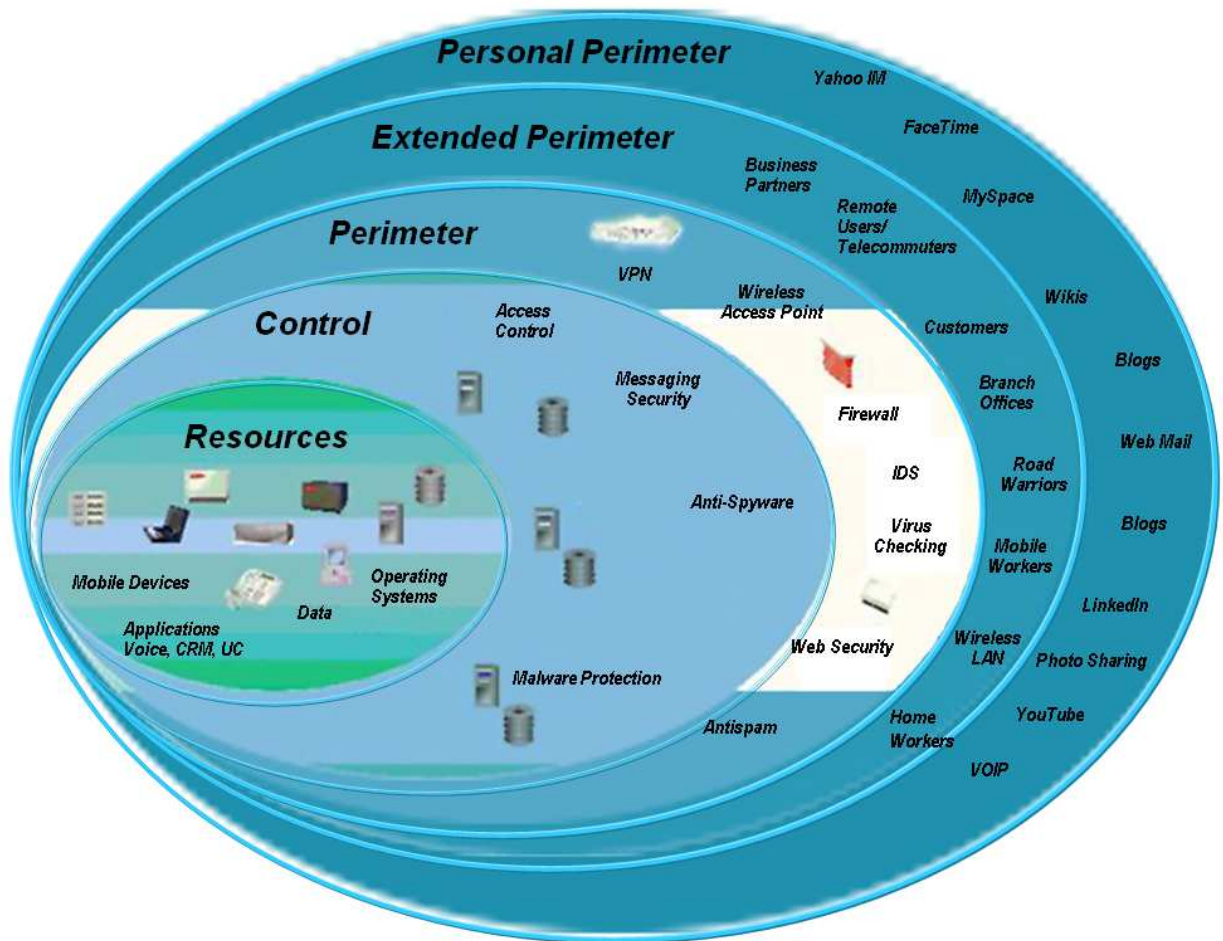 Personal Perimeter
Yahoo IM
FaceTime
MySpace
Wikis
Blogs
Web Mail
Blogs
LinkedIn
Photo Sharing
YouTube
VOIP
Extended Perimeter
Business
Partners
Remote
Users/
Telecommuters
Customers
Branch
Offices
Road
Warriors
Mobile
Workers
Wireless
LAN
Home
Workers
Perimeter
VPN
Wireless
Access Point
Firewall
IDS
Virus
Checking
Web Security
Antispam
Control
Access
Control
Messaging
Security
Anti-Spyware
Malware Protection
Resources
Mobile Devices
Operating
Systems
Data
Applications
Voice, CRM, UC